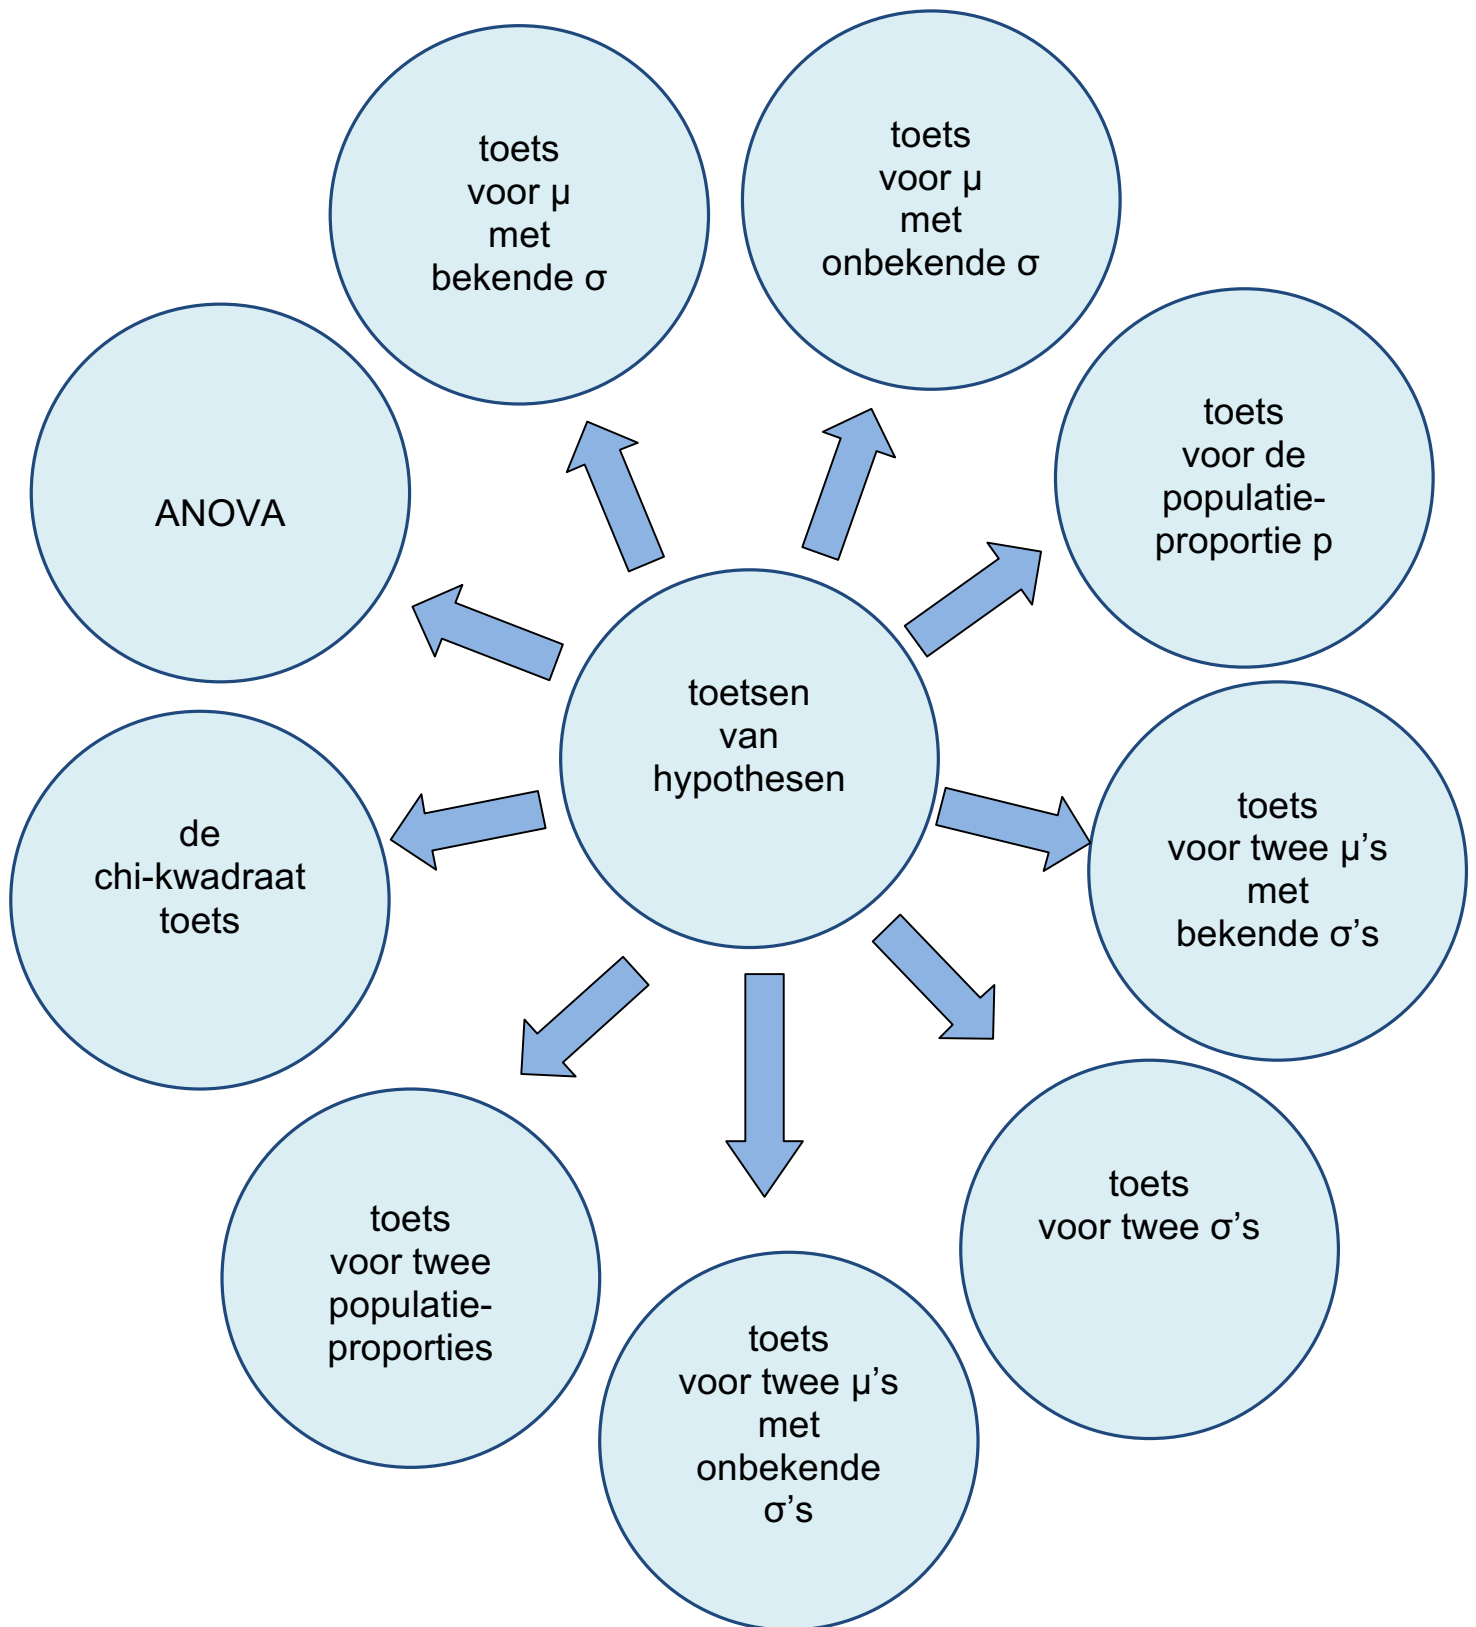 toets
voor μ
met
bekende σ
toets
voor μ
met
onbekende σ
toets
voor de
populatie-
proportie p
toets
voor twee μ's
met
bekende σ's
toets
voor twee σ's
toets
voor twee μ's
met
onbekende
σ's
toets
voor twee
populatie-
proporties
de
chi-kwadraat
toets
ANOVA
toetsen
van
hypothesen